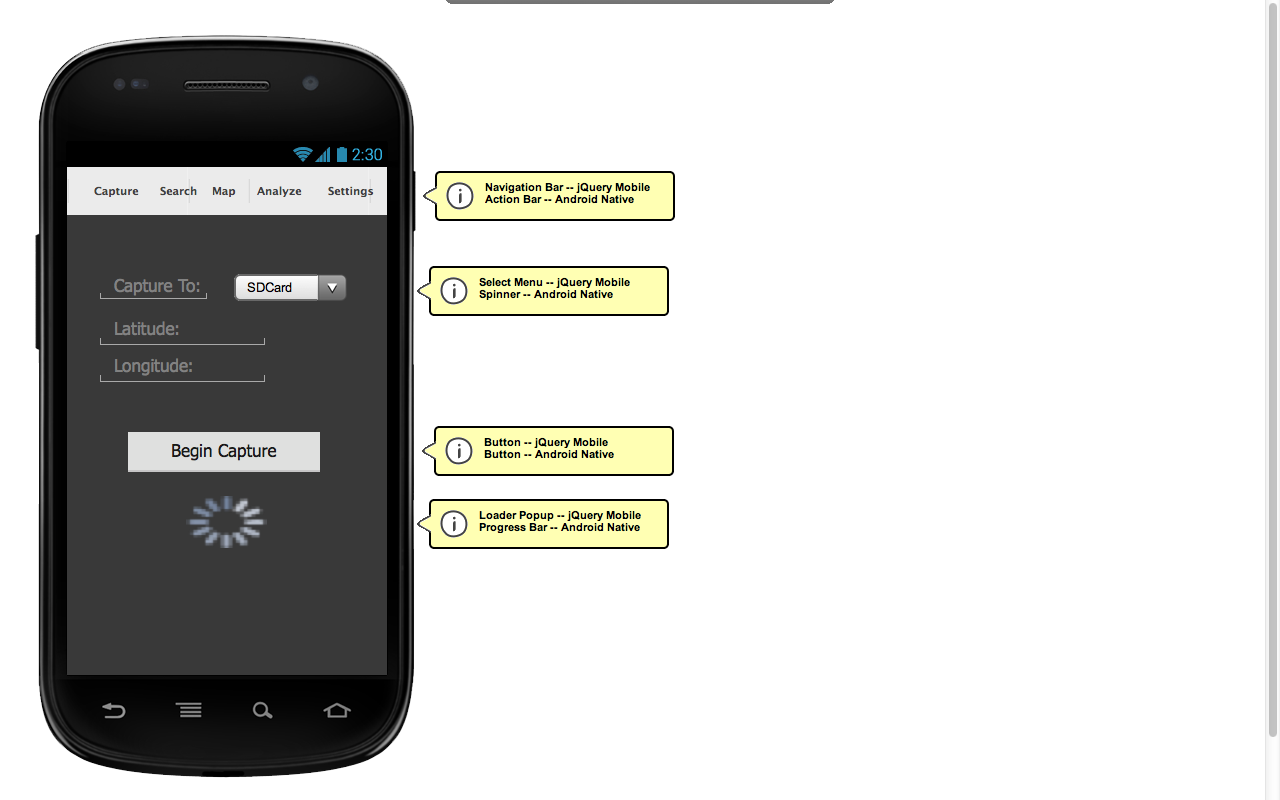 2:30
Capture Search Map Analyze Settings
Navigation Bar -- jQuery Mobile
Action Bar -- Android Native
Capture To: SDCard
Select Menu -- jQuery Mobile
Spinner -- Android Native
Latitude:
Longitude:
Begin Capture
Button -- jQuery Mobile
Button -- Android Native
Loader Popup -- jQuery Mobile
Progress Bar -- Android Native